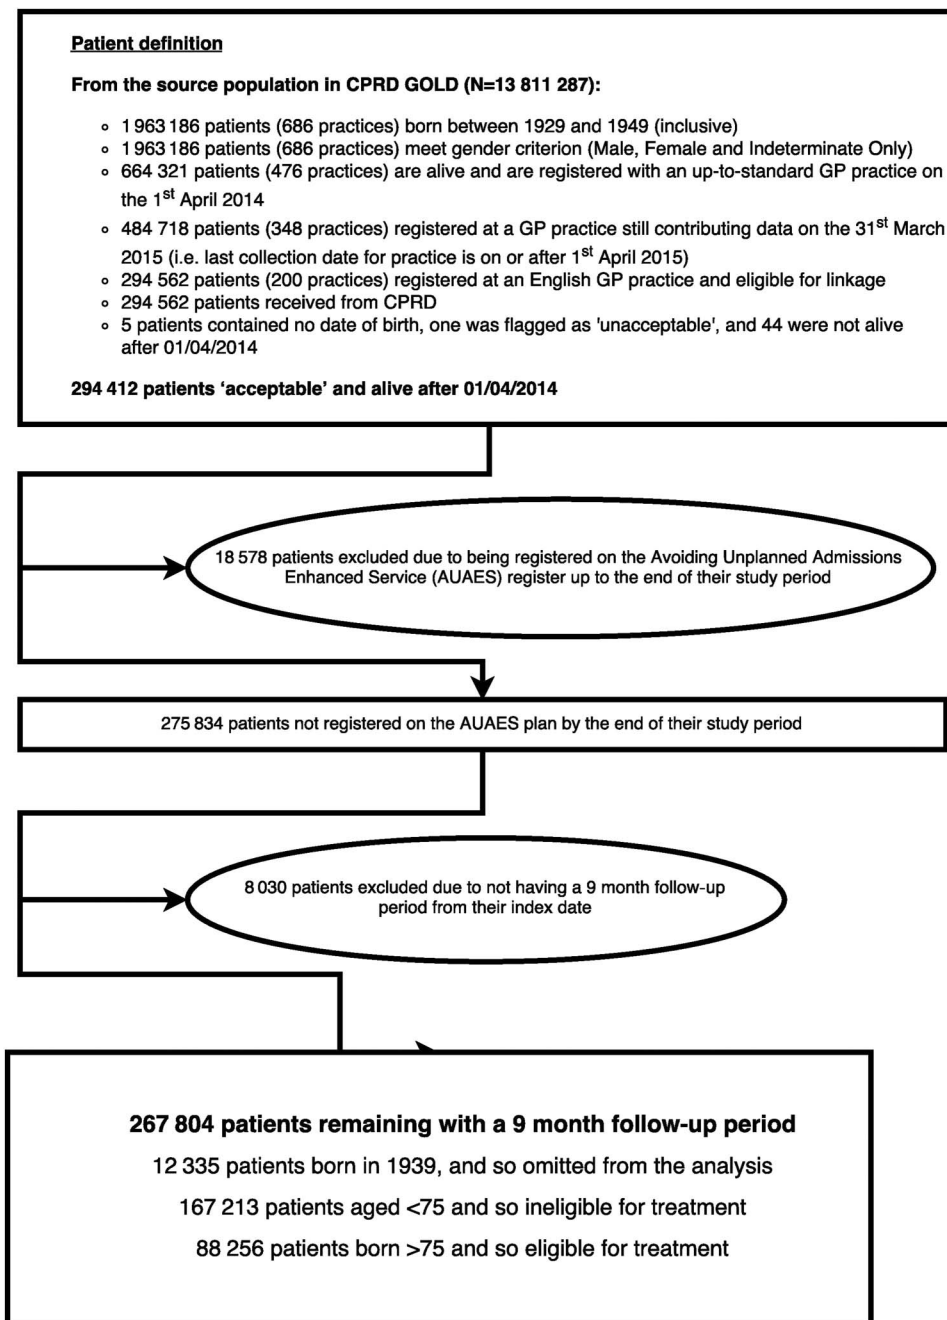 Patient definition
From the source population in CPRD GOLD (N=13 811 287):
◦ 1 963 186 patients (686 practices) born between 1929 and 1949 (inclusive)
◦ 1 963 186 patients (686 practices) meet gender criterion (Male, Female and Indeterminate Only)
◦ 664 321 patients (476 practices) are alive and are registered with an up-to-standard GP practice on
the 1st April 2014
◦ 484 718 patients (348 practices) registered at a GP practice still contributing data on the 31st March
2015 (i.e. last collection date for practice is on or after 1st April 2015)
◦ 294 562 patients (200 practices) registered at an English GP practice and eligible for linkage
◦ 294 562 patients received from CPRD
◦ 5 patients contained no date of birth, one was flagged as 'unacceptable', and 44 were not alive
after 01/04/2014
294 412 patients ‘acceptable’ and alive after 01/04/2014
18 578 patients excluded due to being registered on the Avoiding Unplanned Admissions
Enhanced Service (AUAES) register up to the end of their study period
275 834 patients not registered on the AUAES plan by the end of their study period
8 030 patients excluded due to not having a 9 month follow-up
period from their index date
267 804 patients remaining with a 9 month follow-up period
12 335 patients born in 1939, and so omitted from the analysis
167 213 patients aged <75 and so ineligible for treatment
88 256 patients born >75 and so eligible for treatment